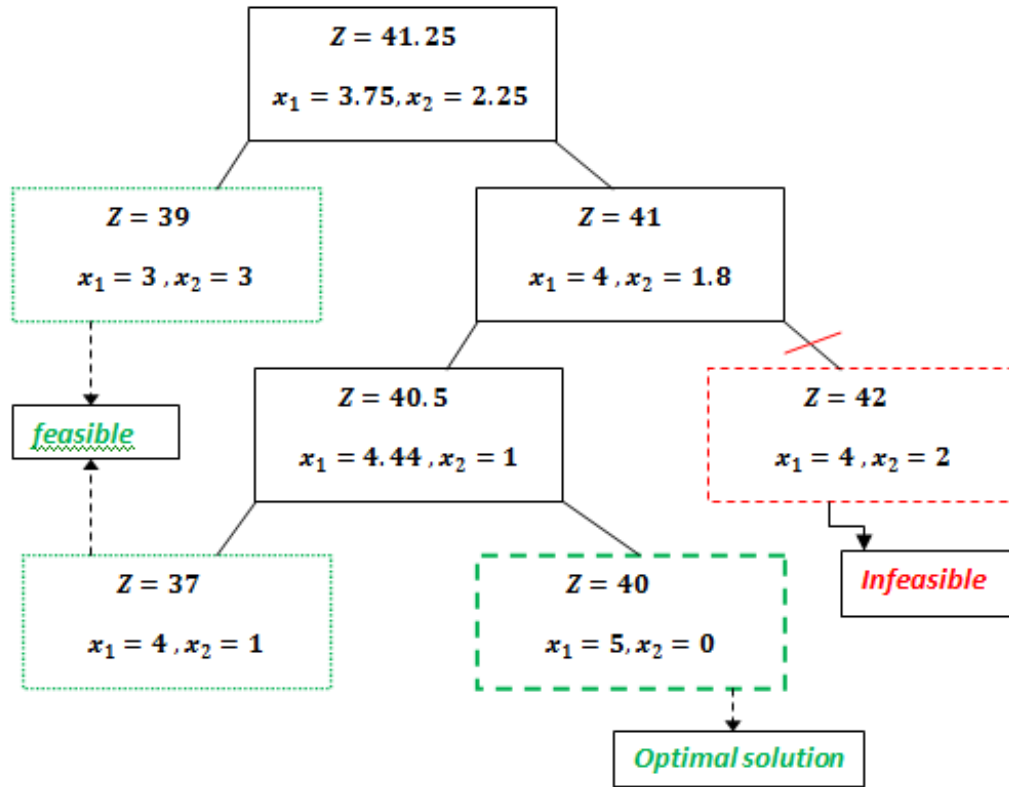 Z = 41.25
x₁ = 3.75, x₂ = 2.25
Z = 39
x₁ = 3 , x₂ = 3
Z = 41
x₁ = 4 , x₂ = 1.8
feasible
Z = 40.5
x₁ = 4.44 , x₂ = 1
Z = 42
x₁ = 4 , x₂ = 2
Infeasible
Z = 37
x₁ = 4 , x₂ = 1
Z = 40
x₁ = 5, x₂ = 0
Optimal solution